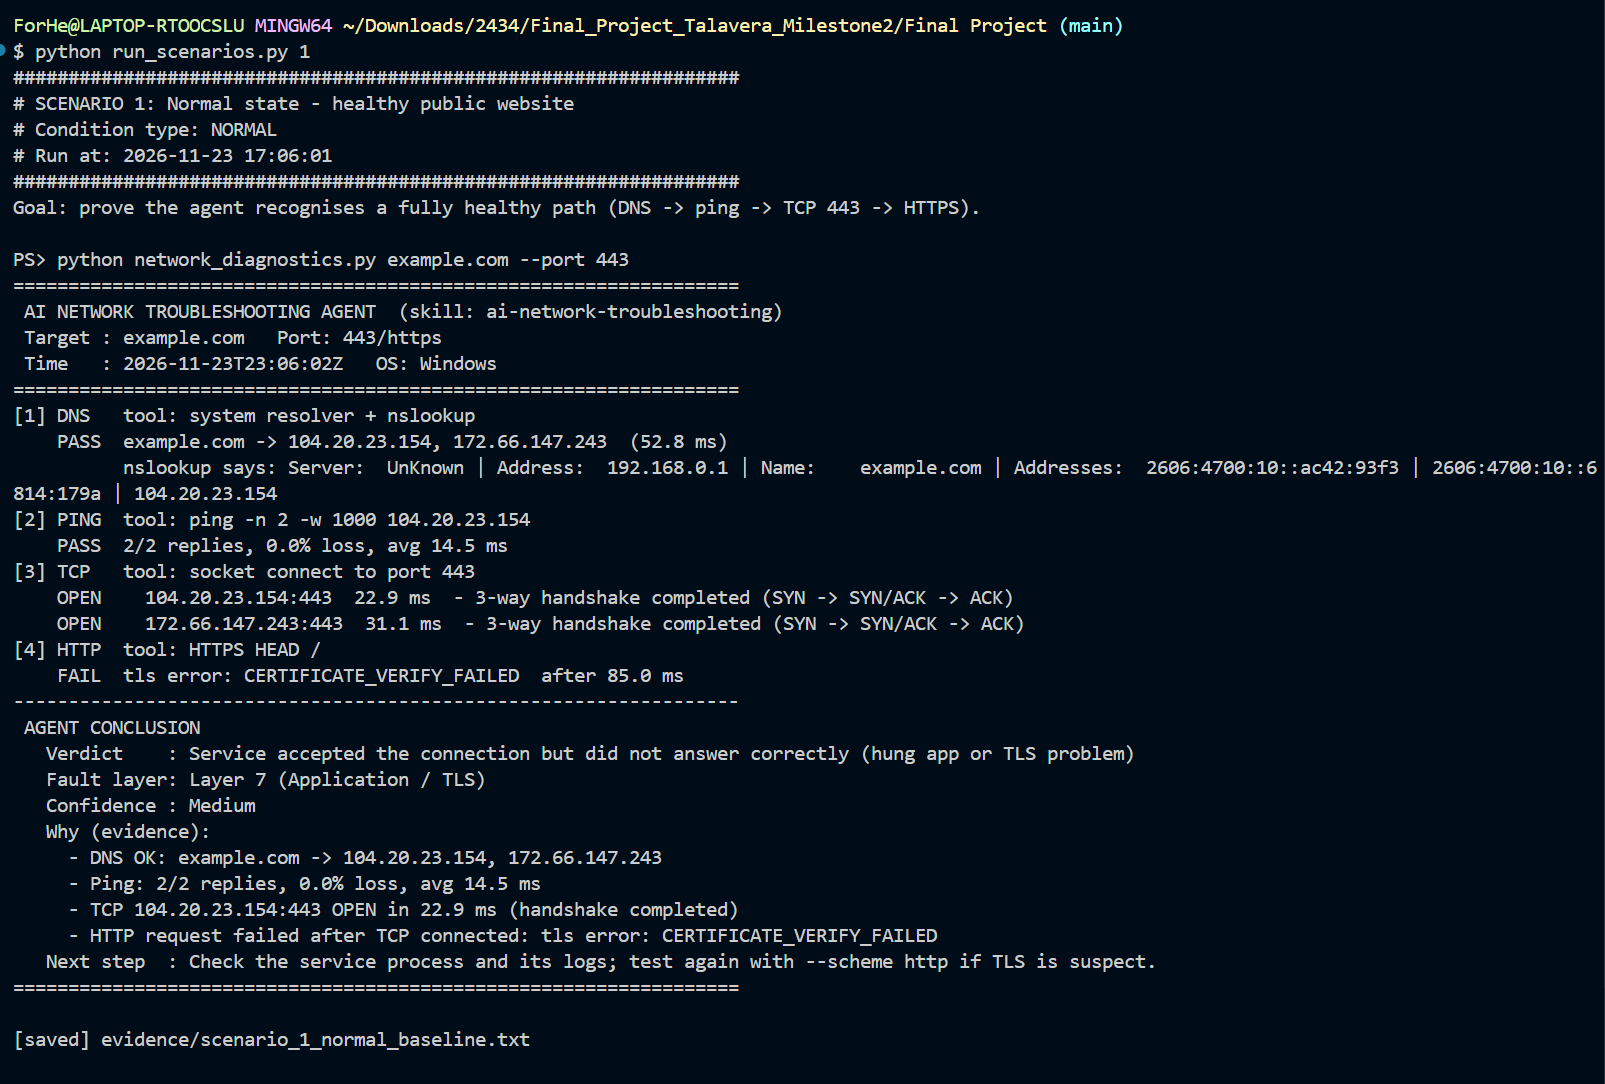 ForHe@LAPTOP-RTOOCSLU MINGW64 ~/Downloads/2434/Final_Project_Talavera_Milestone2/Final Project (main)
$ python run_scenarios.py 1
##################################################################
# SCENARIO 1: Normal state - healthy public website
# Condition type: NORMAL
# Run at: 2026-11-23 17:06:01
##################################################################
Goal: prove the agent recognises a fully healthy path (DNS -> ping -> TCP 443 -> HTTPS).

PS> python network_diagnostics.py example.com --port 443
==================================================================
 AI NETWORK TROUBLESHOOTING AGENT  (skill: ai-network-troubleshooting)
 Target : example.com   Port: 443/https
 Time   : 2026-11-23T23:06:02Z   OS: Windows
==================================================================
[1] DNS   tool: system resolver + nslookup
    PASS  example.com -> 104.20.23.154, 172.66.147.243  (52.8 ms)
          nslookup says: Server:  UnKnown | Address:  192.168.0.1 | Name:    example.com | Addresses:  2606:4700:10::ac42:93f3 | 2606:4700:10::6
814:179a | 104.20.23.154
[2] PING  tool: ping -n 2 -w 1000 104.20.23.154
    PASS  2/2 replies, 0.0% loss, avg 14.5 ms
[3] TCP   tool: socket connect to port 443
    OPEN    104.20.23.154:443  22.9 ms  - 3-way handshake completed (SYN -> SYN/ACK -> ACK)
    OPEN    172.66.147.243:443  31.1 ms  - 3-way handshake completed (SYN -> SYN/ACK -> ACK)
[4] HTTP  tool: HTTPS HEAD /
    FAIL  tls error: CERTIFICATE_VERIFY_FAILED  after 85.0 ms
------------------------------------------------------------------
 AGENT CONCLUSION
   Verdict    : Service accepted the connection but did not answer correctly (hung app or TLS problem)
   Fault layer: Layer 7 (Application / TLS)
   Confidence : Medium
   Why (evidence):
     - DNS OK: example.com -> 104.20.23.154, 172.66.147.243
     - Ping: 2/2 replies, 0.0% loss, avg 14.5 ms
     - TCP 104.20.23.154:443 OPEN in 22.9 ms (handshake completed)
     - HTTP request failed after TCP connected: tls error: CERTIFICATE_VERIFY_FAILED
   Next step  : Check the service process and its logs; test again with --scheme http if TLS is suspect.
==================================================================

[saved] evidence/scenario_1_normal_baseline.txt